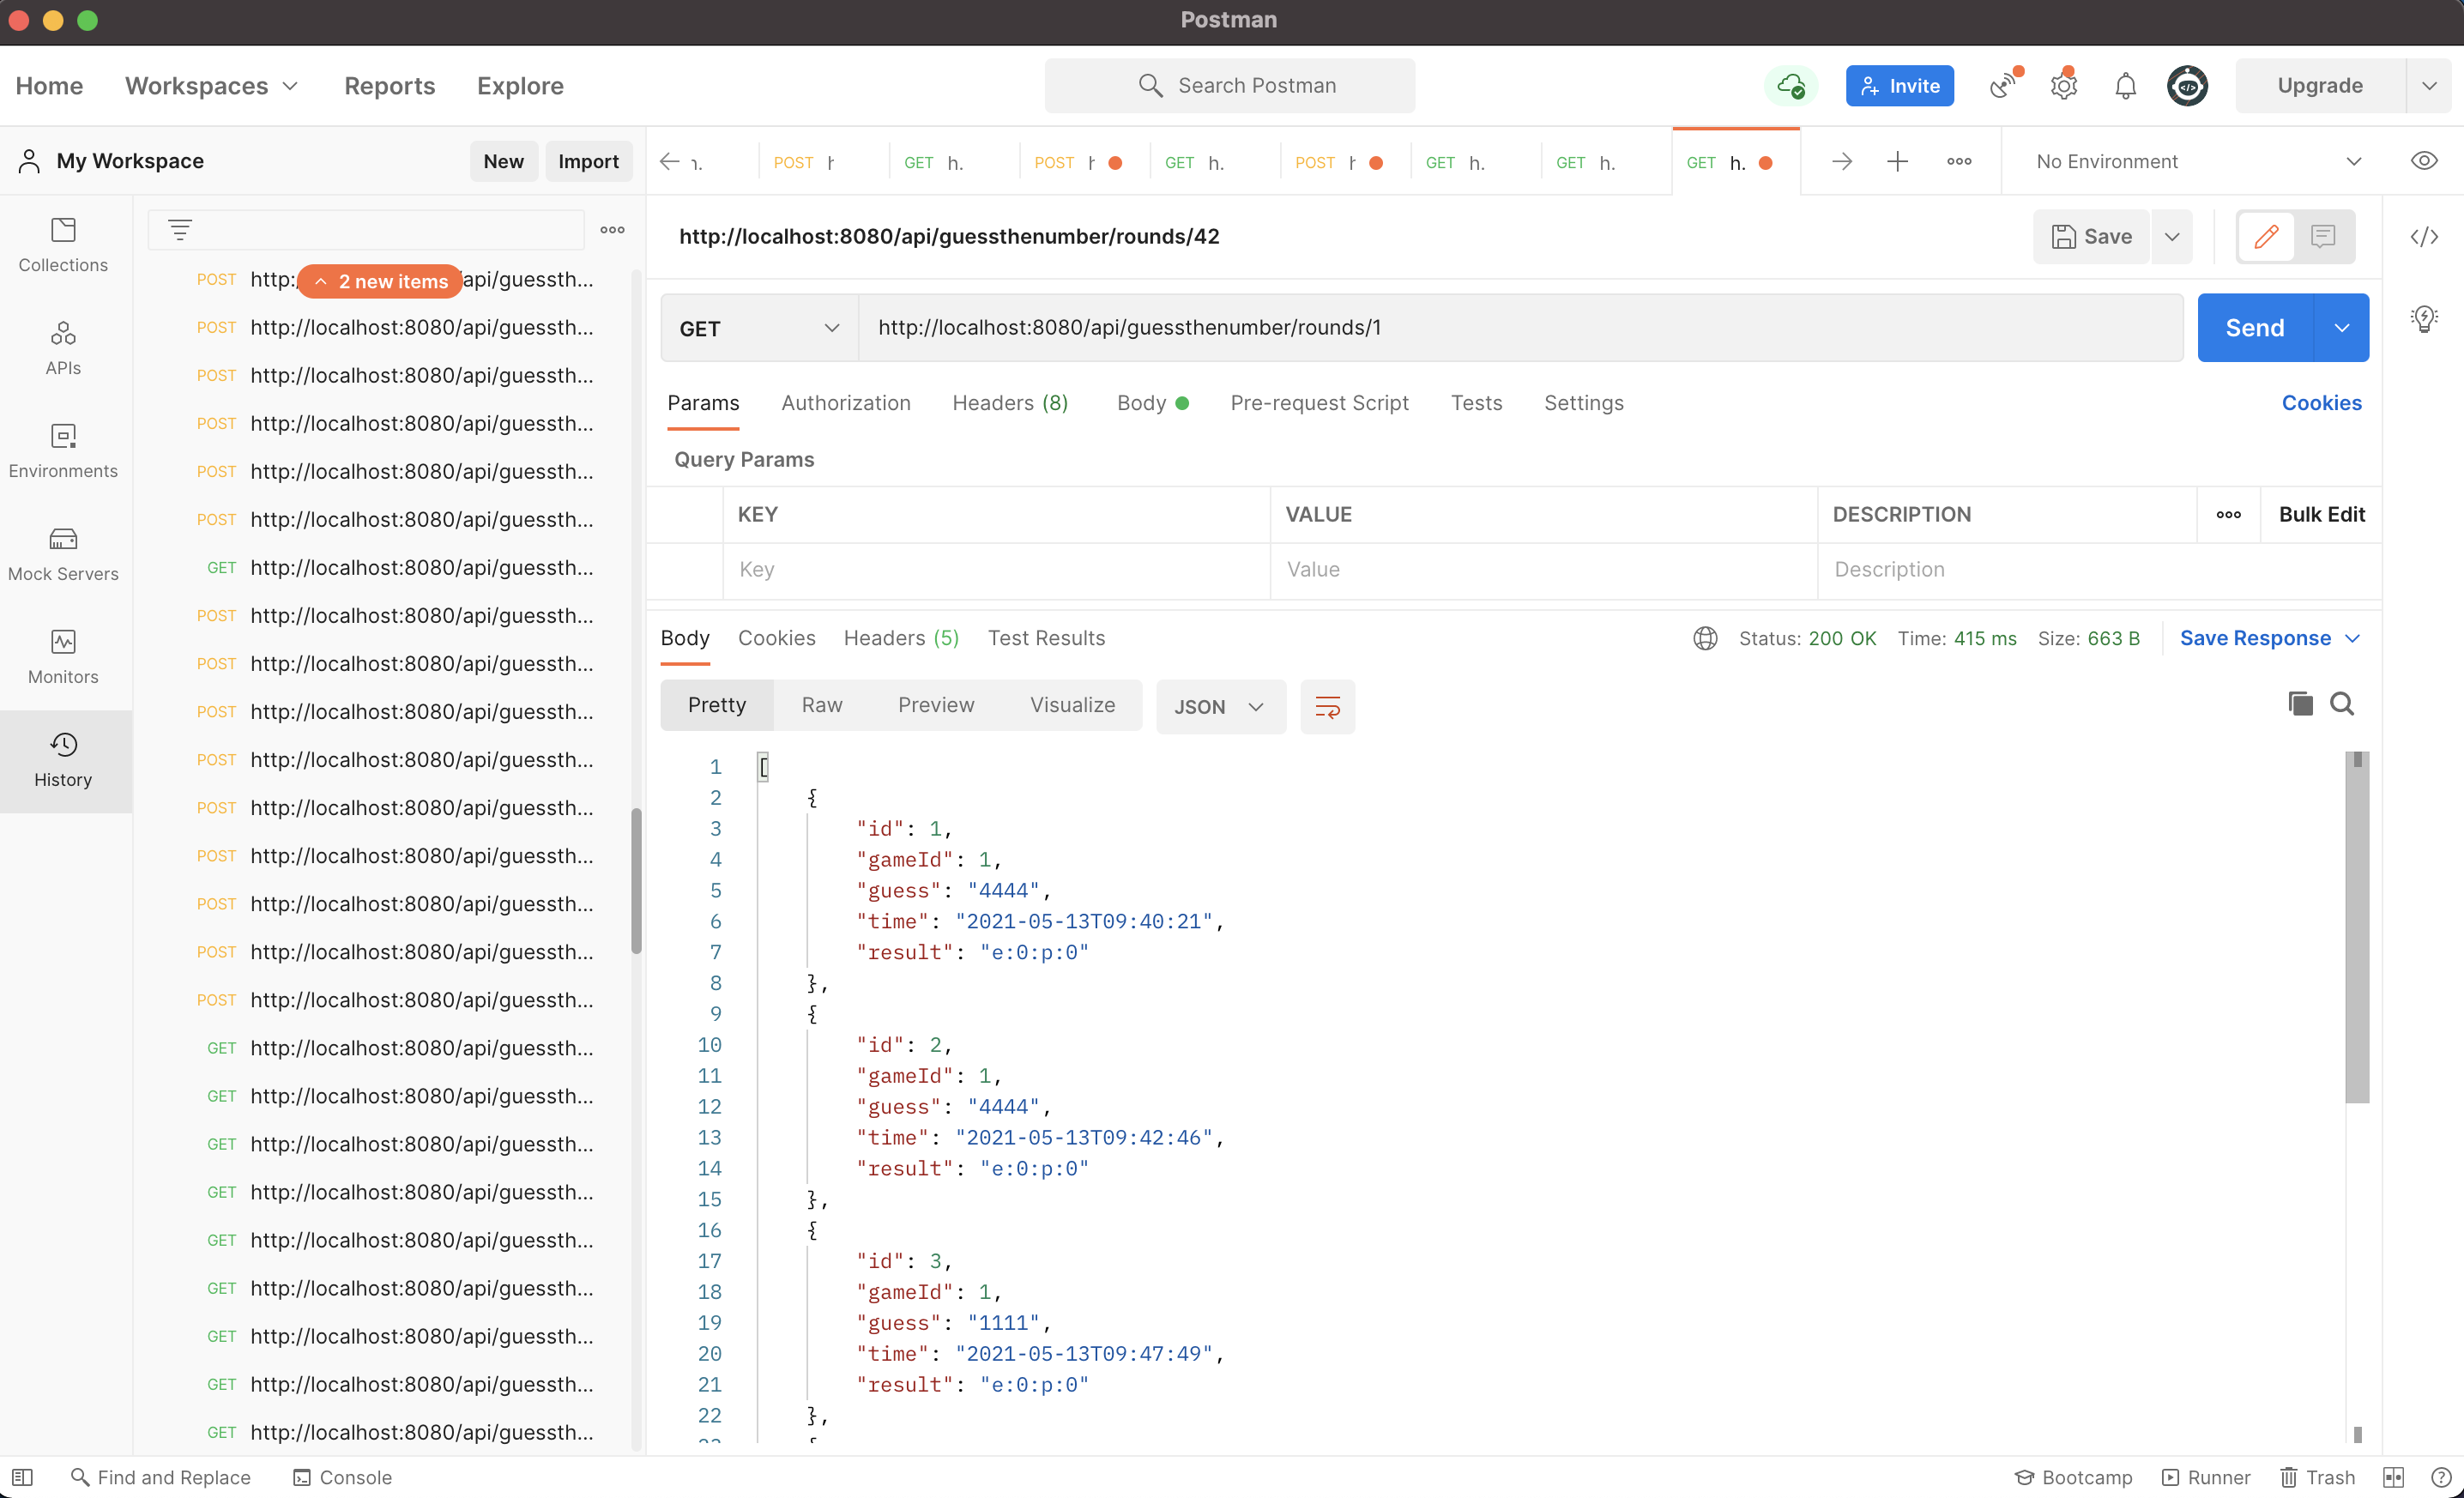 Postman
Home Workspaces Reports Explore Search Postman Invite Upgrade
My Workspace New Import
POST GET h. POST GET h. POST GET h. GET h. GET h. No Environment
Collections
APIs
Environments
Mock Servers
Monitors
History
2 new items
POST http:/ api/guessth...
POST http://localhost:8080/api/guessth...
POST http://localhost:8080/api/guessth...
POST http://localhost:8080/api/guessth...
POST http://localhost:8080/api/guessth...
POST http://localhost:8080/api/guessth...
GET http://localhost:8080/api/guessth...
POST http://localhost:8080/api/guessth...
POST http://localhost:8080/api/guessth...
POST http://localhost:8080/api/guessth...
POST http://localhost:8080/api/guessth...
POST http://localhost:8080/api/guessth...
POST http://localhost:8080/api/guessth...
POST http://localhost:8080/api/guessth...
POST http://localhost:8080/api/guessth...
POST http://localhost:8080/api/guessth...
GET http://localhost:8080/api/guessth...
GET http://localhost:8080/api/guessth...
GET http://localhost:8080/api/guessth...
GET http://localhost:8080/api/guessth...
GET http://localhost:8080/api/guessth...
GET http://localhost:8080/api/guessth...
GET http://localhost:8080/api/guessth...
GET http://localhost:8080/api/guessth...
GET http://localhost:8080/api/guessth...
http://localhost:8080/api/guessthenumber/rounds/42 Save
GET http://localhost:8080/api/guessthenumber/rounds/1 Send
Params Authorization Headers (8) Body Pre-request Script Tests Settings Cookies
Query Params
KEY VALUE DESCRIPTION Bulk Edit
Key Value Description
Body Cookies Headers (5) Test Results Status: 200 OK Time: 415 ms Size: 663 B Save Response
Pretty Raw Preview Visualize JSON
1 [
2 {
3 "id": 1,
4 "gameId": 1,
5 "guess": "4444",
6 "time": "2021-05-13T09:40:21",
7 "result": "e:0:p:0"
8 },
9 {
10 "id": 2,
11 "gameId": 1,
12 "guess": "4444",
13 "time": "2021-05-13T09:42:46",
14 "result": "e:0:p:0"
15 },
16 {
17 "id": 3,
18 "gameId": 1,
19 "guess": "1111",
20 "time": "2021-05-13T09:47:49",
21 "result": "e:0:p:0"
22 },
Find and Replace Console Bootcamp Runner Trash